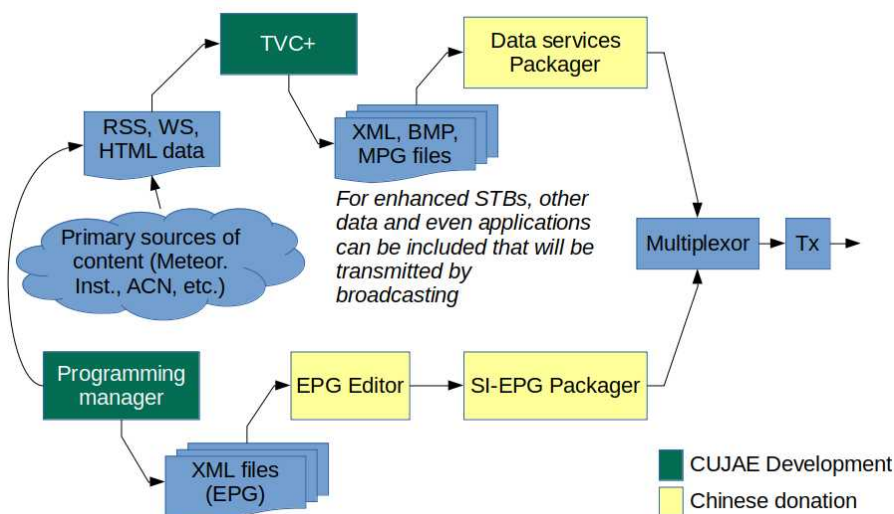 TVC+
Data services
Packager
RSS, WS,
HTML data
XML, BMP,
MPG files
For enhanced STBs, other
data and even applications
can be included that will be
transmitted by
broadcasting
Primary sources of
content (Meteor.
Inst., ACN, etc.)
Multiplexor
Tx
Programming
manager
EPG Editor
SI-EPG Packager
XML files
(EPG)
CUJAE Development
Chinese donation